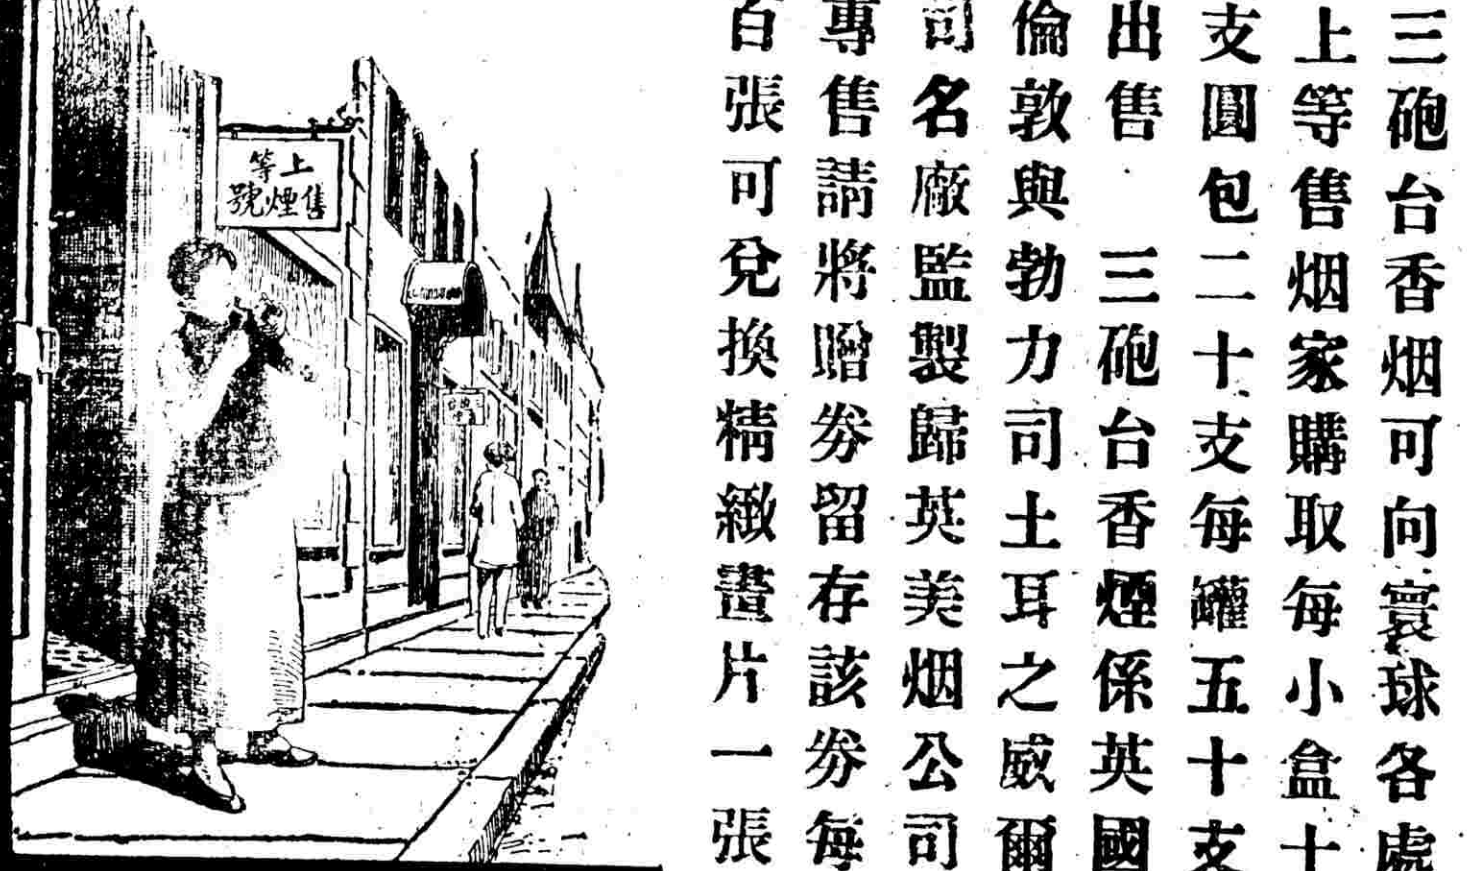 三砲台香烟可向寰球各處
上等售烟家購取每小盒十
支圓包二十支每罐五十支
出售　三砲台香煙係英國
倫敦與勃力司土耳之威爾
司名廠監製歸英美烟公司
專售請將贈券留存該券每
百張可兌換精緻畫片一張
上等
售煙號